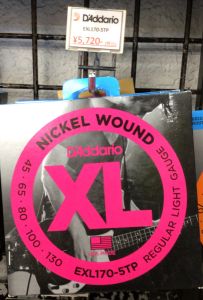 D'Addario
EXL170-5TP
¥5,720-
NICKEL WOUND
D'Addario
XL
45 · 65 · 80 · 100 · 130
REGULAR LIGHT GAUGE
EXL170-5TP